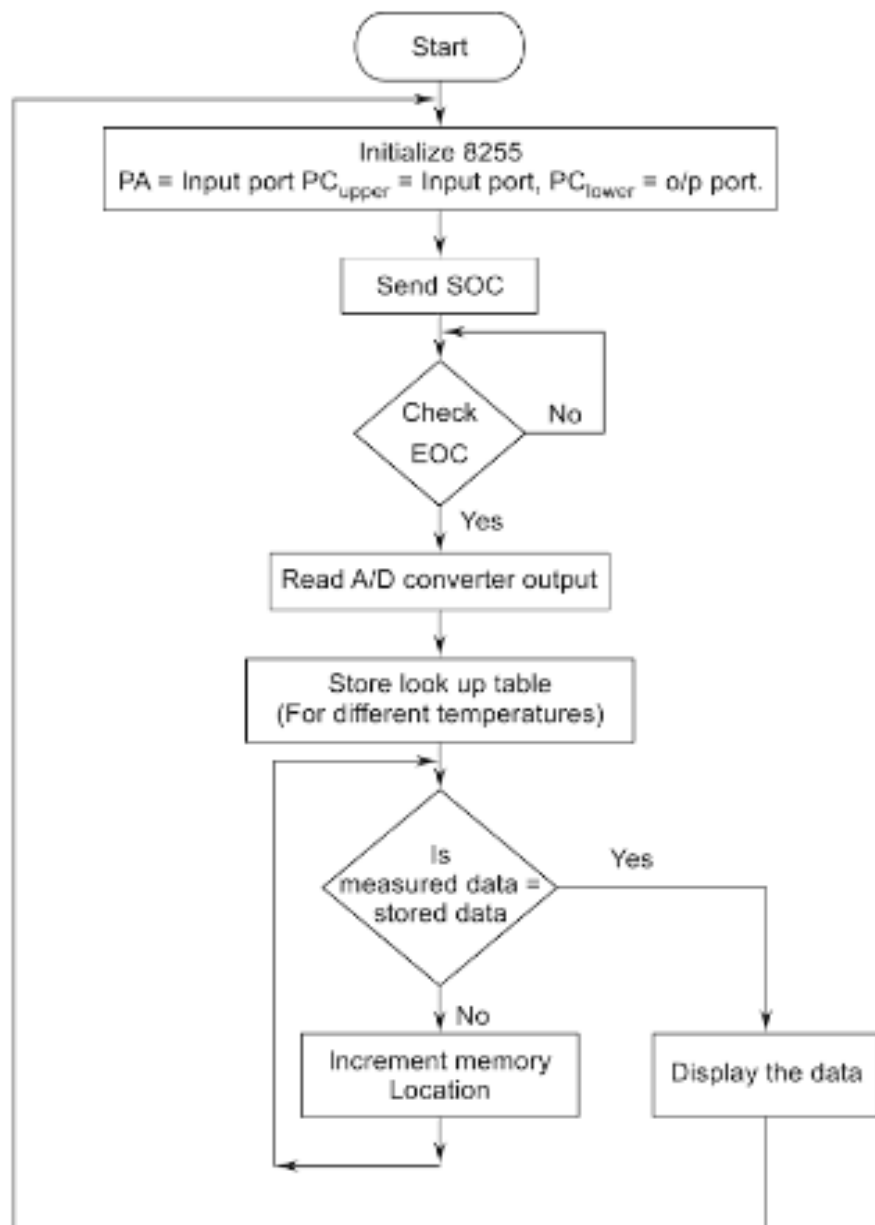 Start
Initialize 8255
PA = Input port PC_upper = Input port, PC_lower = o/p port.
Send SOC
Check
EOC
No
Yes
Read A/D converter output
Store look up table
(For different temperatures)
Is
measured data =
stored data
Yes
No
Increment memory
Location
Display the data